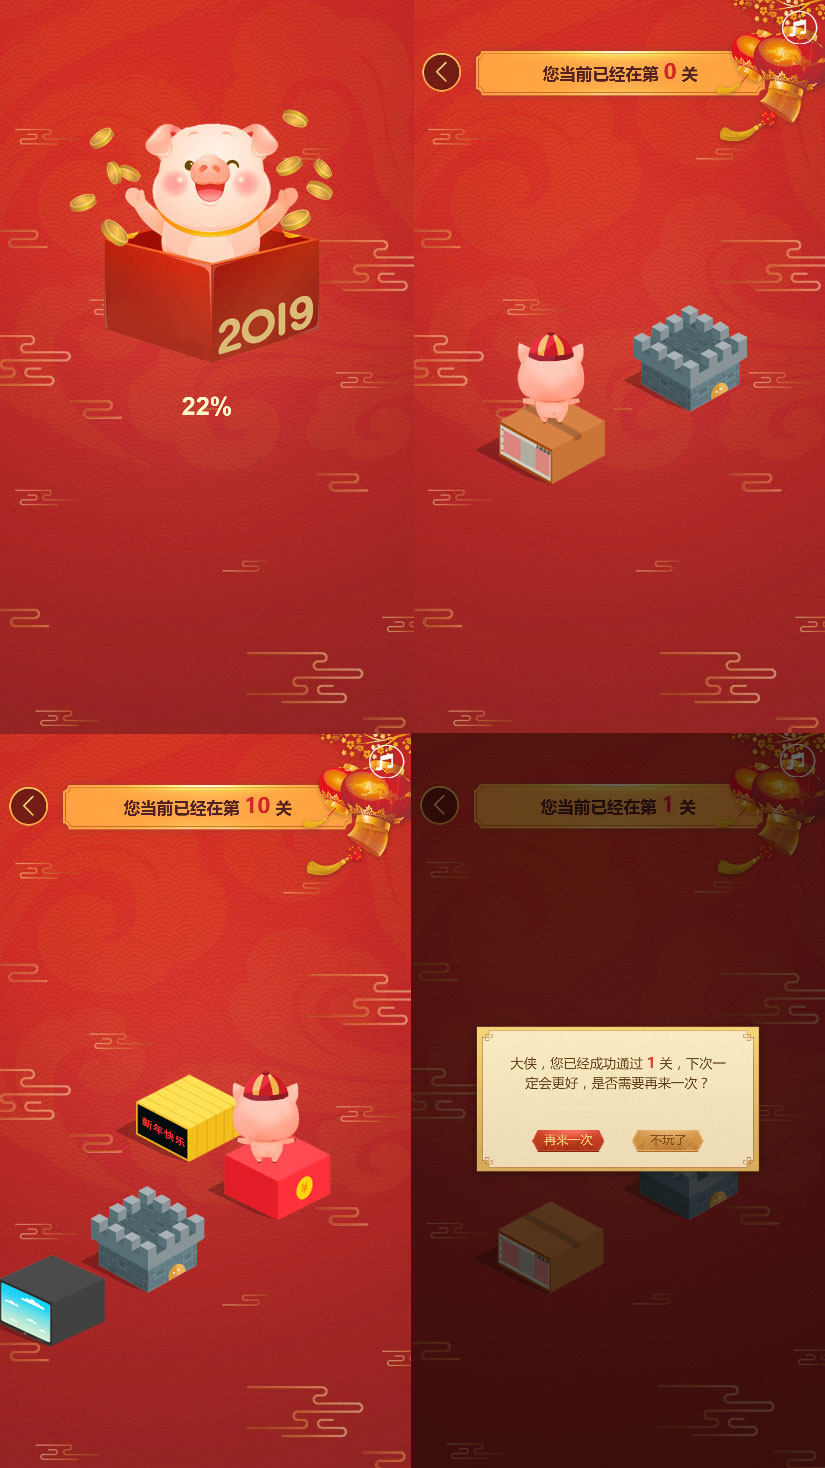 2019
22%
您当前已经在第 0 关
您当前已经在第 10 关
新年快乐
您当前已经在第 1 关
大侠，您已经成功通过 1 关，下次一
定会更好，是否需要再来一次？
再来一次
不玩了